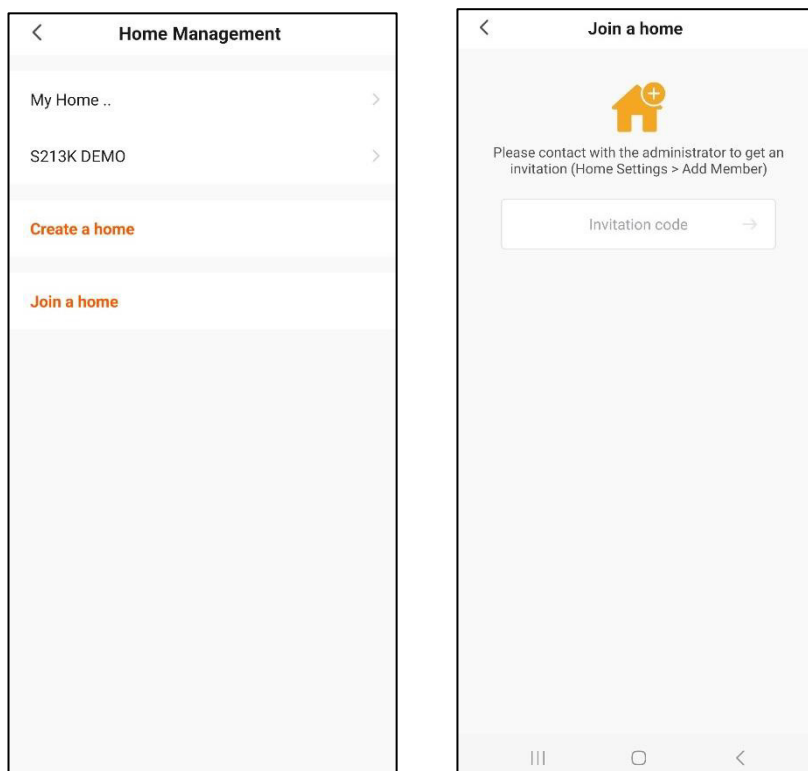 Home Management
My Home ..
S213K DEMO
Create a home
Join a home
Join a home
Please contact with the administrator to get an
invitation (Home Settings > Add Member)
Invitation code